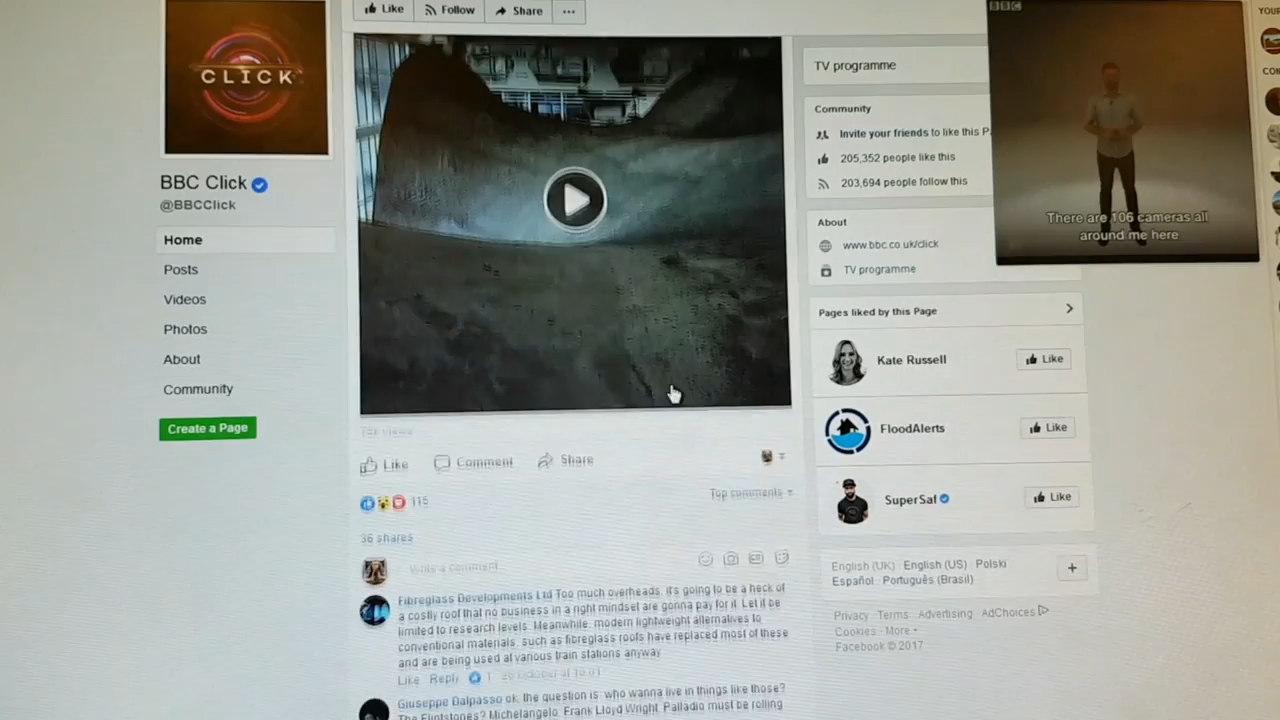 Like
Follow
Share
BBC
CLICK
BBC Click
@BBCClick
Home
Posts
Videos
Photos
About
Community
Create a Page
Like
Comment
Share
115
Top comments
36 shares
Write a comment
Fibreglass Developments Ltd Too much overheads. it's going to be a heck of
a costly roof that no business in a right mindset are gonna pay for it. Let it be
limited to research levels. Meanwhile, modern lightweight alternatives to
conventional materials, such as fibreglass roofs have replaced most of these
and are being used at various train stations anyway
Like Reply 1
Giuseppe Dalpasso ok, the question is: who wanna live in things like those?
The Flintstones? Michelangelo, Frank Lloyd Wright, Palladio must be rolling
TV programme
Community
Invite your friends to like this P
205,352 people like this
203,694 people follow this
About
www.bbc.co.uk/click
TV programme
Pages liked by this Page
Kate Russell
Like
FloodAlerts
Like
SuperSaf
Like
English (UK) · English (US) · Polski
Español · Português (Brasil)
Privacy · Terms · Advertising · AdChoices
Cookies · More
Facebook © 2017
There are 106 cameras all
around me here
YOUR
CON